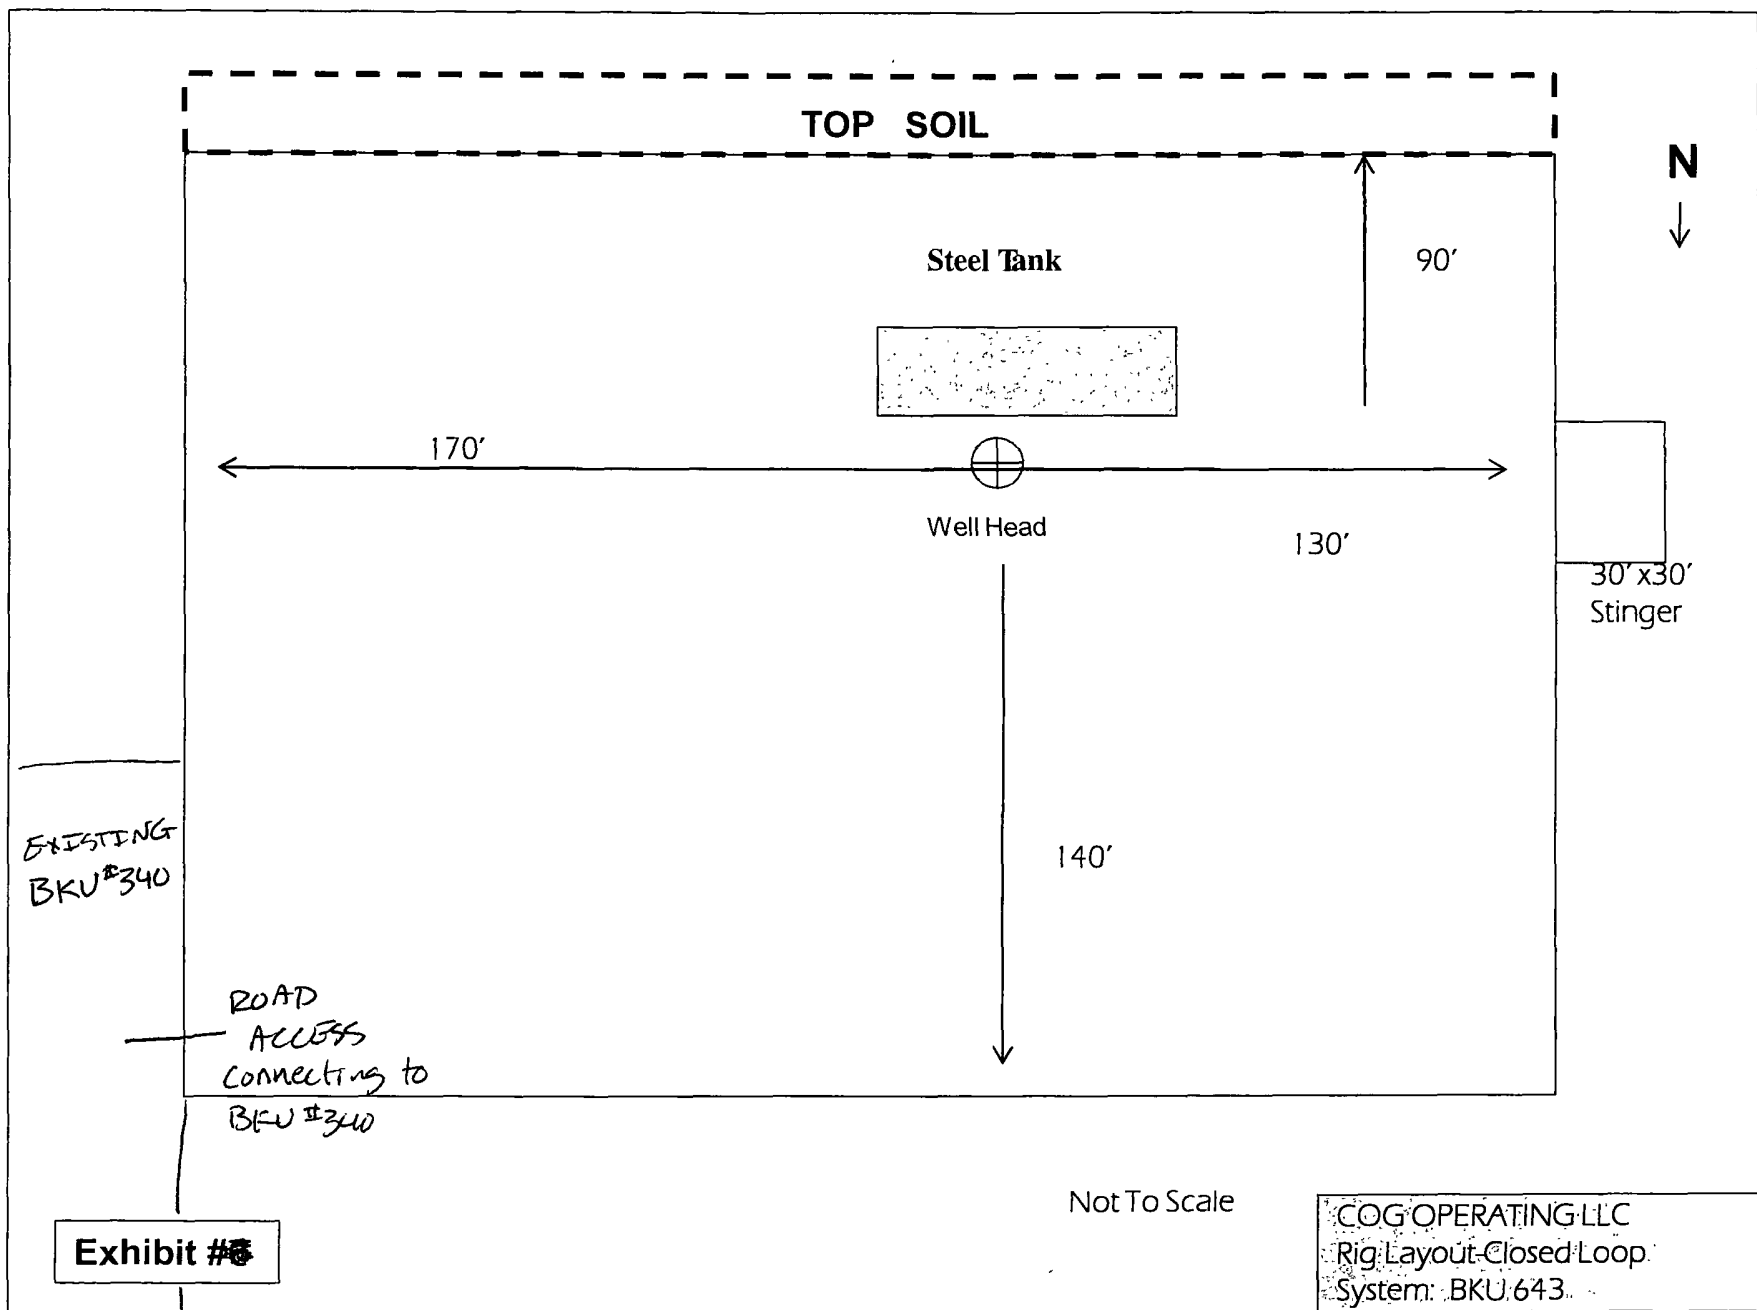 TOP SOIL
N
Steel Tank
90'
170'
Well Head
130'
30'x30'
Stinger
140'
EXISTING
BKU #340
ROAD
ACCESS
Connecting to
BKU #340
Not To Scale
Exhibit #
COG OPERATING LLC
Rig Layout-Closed Loop
System: BKU 643